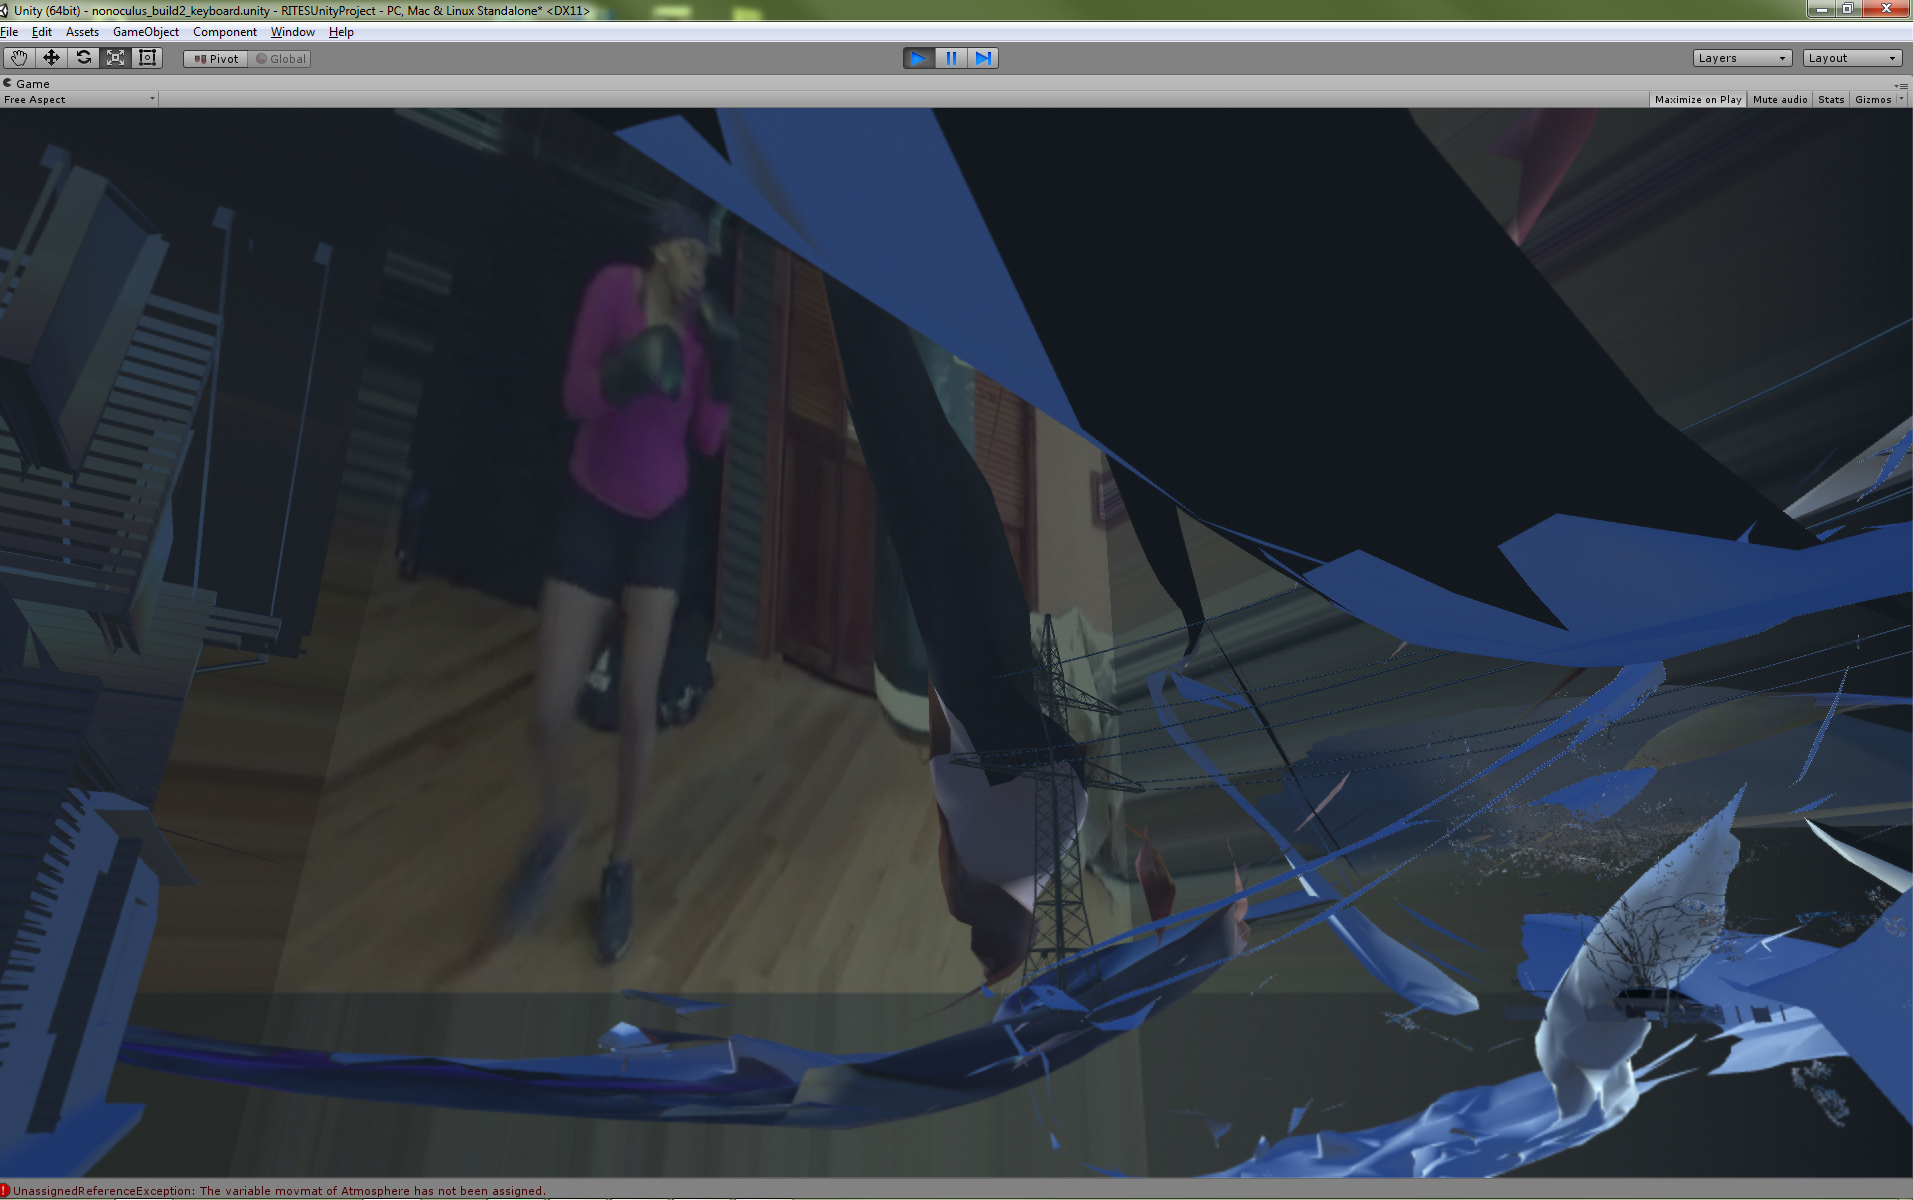 Unity (64bit) - nonoculus_build2_keyboard.unity - RITESUnityProject - PC, Mac & Linux Standalone* <DX11>
File Edit Assets GameObject Component Window Help
Pivot Global Layers Layout
Game
Free Aspect Maximize on Play Mute audio Stats Gizmos
UnassignedReferenceException: The variable movmat of Atmosphere has not been assigned.